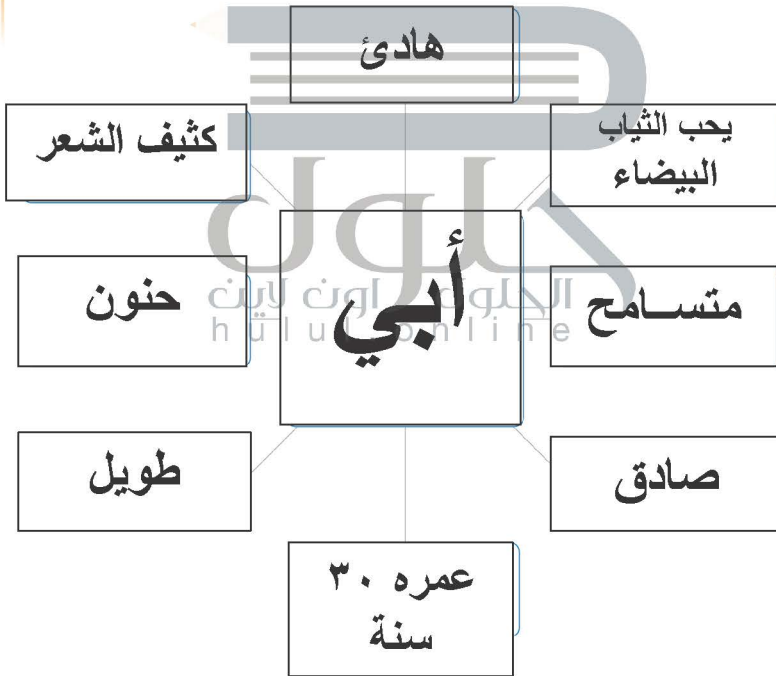 هادئ
يحب الثياب
البيضاء
كثيف الشعر
أبي
متسامح
حنون
صادق
طويل
عمره ٣٠
سنة
حلول
الحلول اون لاين
hulul online